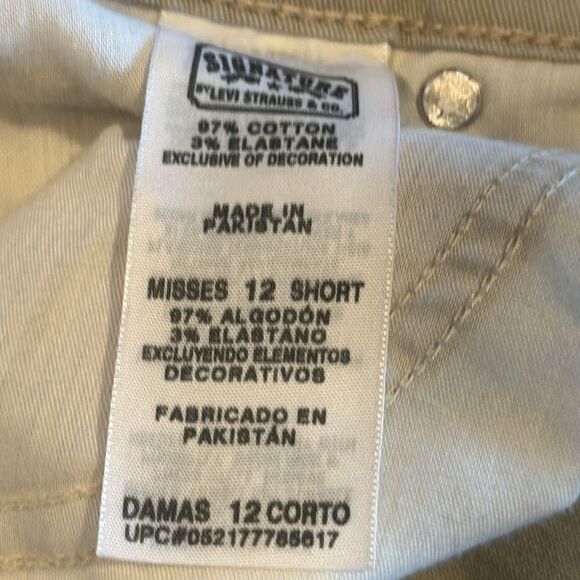 SIGNATURE
BY LEVI STRAUSS & CO.
97% COTTON
3% ELASTANE
EXCLUSIVE OF DECORATION
MADE IN
PAKISTAN
MISSES 12 SHORT
97% ALGODÓN
3% ELASTANO
EXCLUYENDO ELEMENTOS
DECORATIVOS
FABRICADO EN
PAKISTÁN
DAMAS 12 CORTO
UPC#052177785617